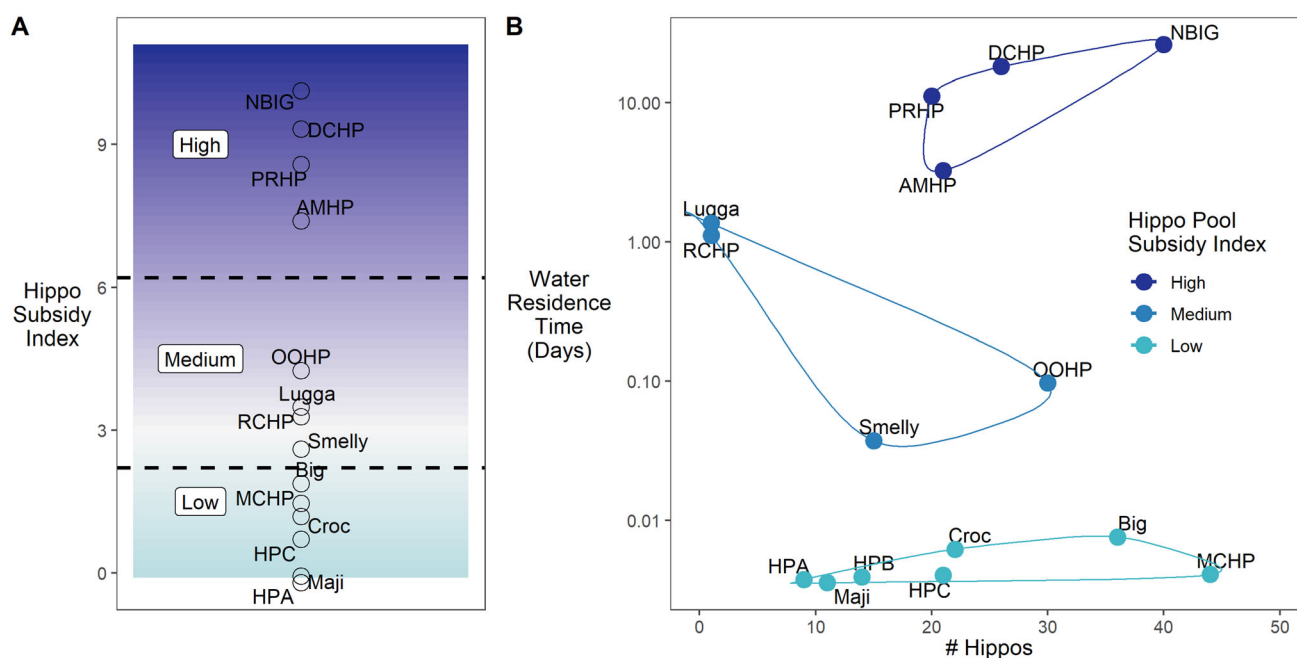 A
NBIG
DCHP
High
9
PRHP
AMHP
6
Hippo
Subsidy
Index
Medium
OOHP
Lugga
3
RCHP
Smelly
Big
MCHP
Low
Croc
HPC
0
Maji
HPA
B
NBIG
DCHP
10.00
PRHP
AMHP
Lugga
1.00
RCHP
Water
Residence
Time
(Days)
OOHP
0.10
Smelly
0.01
Big
Croc
HPA
HPB
MCHP
Maji
HPC
Hippo Pool
Subsidy Index
High
Medium
Low
0 10 20 30 40 50
# Hippos